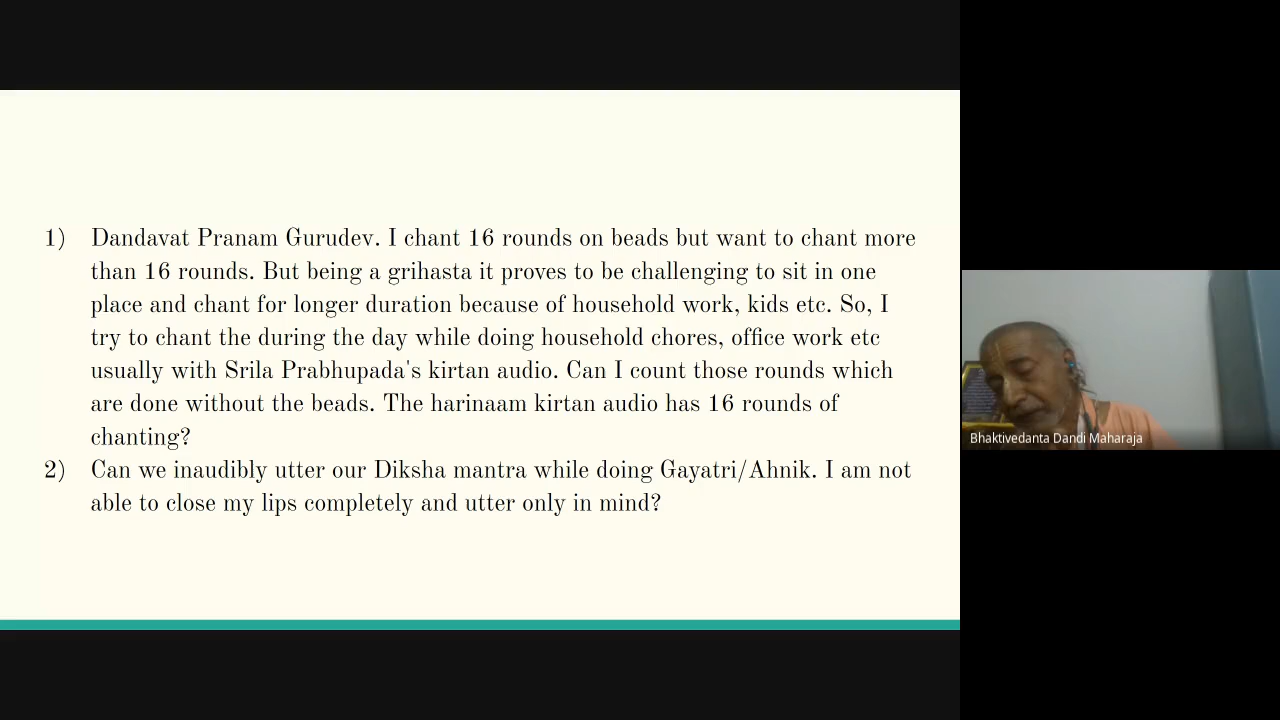 1) Dandavat Pranam Gurudev. I chant 16 rounds on beads but want to chant more
than 16 rounds. But being a grihasta it proves to be challenging to sit in one
place and chant for longer duration because of household work, kids etc. So, I
try to chant the during the day while doing household chores, office work etc
usually with Srila Prabhupada's kirtan audio. Can I count those rounds which
are done without the beads. The harinaam kirtan audio has 16 rounds of
chanting?
2) Can we inaudibly utter our Diksha mantra while doing Gayatri/Ahnik. I am not
able to close my lips completely and utter only in mind?
Bhaktivedanta Dandi Maharaja